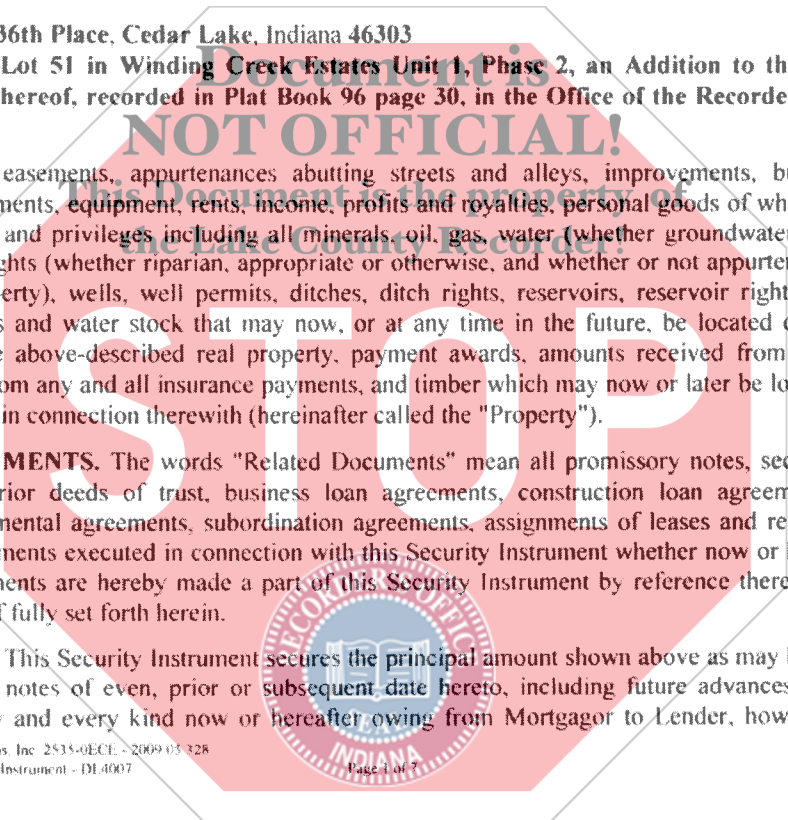 36th Place, Cedar Lake, Indiana 46303
Lot 51 in Winding Creek Estates Unit 1, Phase 2, an Addition to th
hereof, recorded in Plat Book 96 page 30, in the Office of the Recorde
Document is
NOT OFFICIAL!
This Document is the property of
the Lake County Recorder!
easements, appurtenances abutting streets and alleys, improvements, bu
ments, equipment, rents, income, profits and royalties, personal goods of wh
and privileges including all minerals, oil, gas, water (whether groundwater
ghts (whether riparian, appropriate or otherwise, and whether or not appurten
erty), wells, well permits, ditches, ditch rights, reservoirs, reservoir right
s and water stock that may now, or at any time in the future, be located
e above-described real property, payment awards, amounts received from
om any and all insurance payments, and timber which may now or later be lo
in connection therewith (hereinafter called the "Property").
STOP
MENTS. The words "Related Documents" mean all promissory notes, sec
rior deeds of trust, business loan agreements, construction loan agreem
mental agreements, subordination agreements, assignments of leases and re
ments executed in connection with this Security Instrument whether now or
ments are hereby made a part of this Security Instrument by reference there
f fully set forth herein.
This Security Instrument secures the principal amount shown above as may
notes of even, prior or subsequent date hereto, including future advances
and every kind now or hereafter owing from Mortgagor to Lender, how
RECORDER'S OFFICE
INDIANA
s, Inc. 2535-0ECE - 2009.03.328
Instrument - DL4007
Page 1 of 7